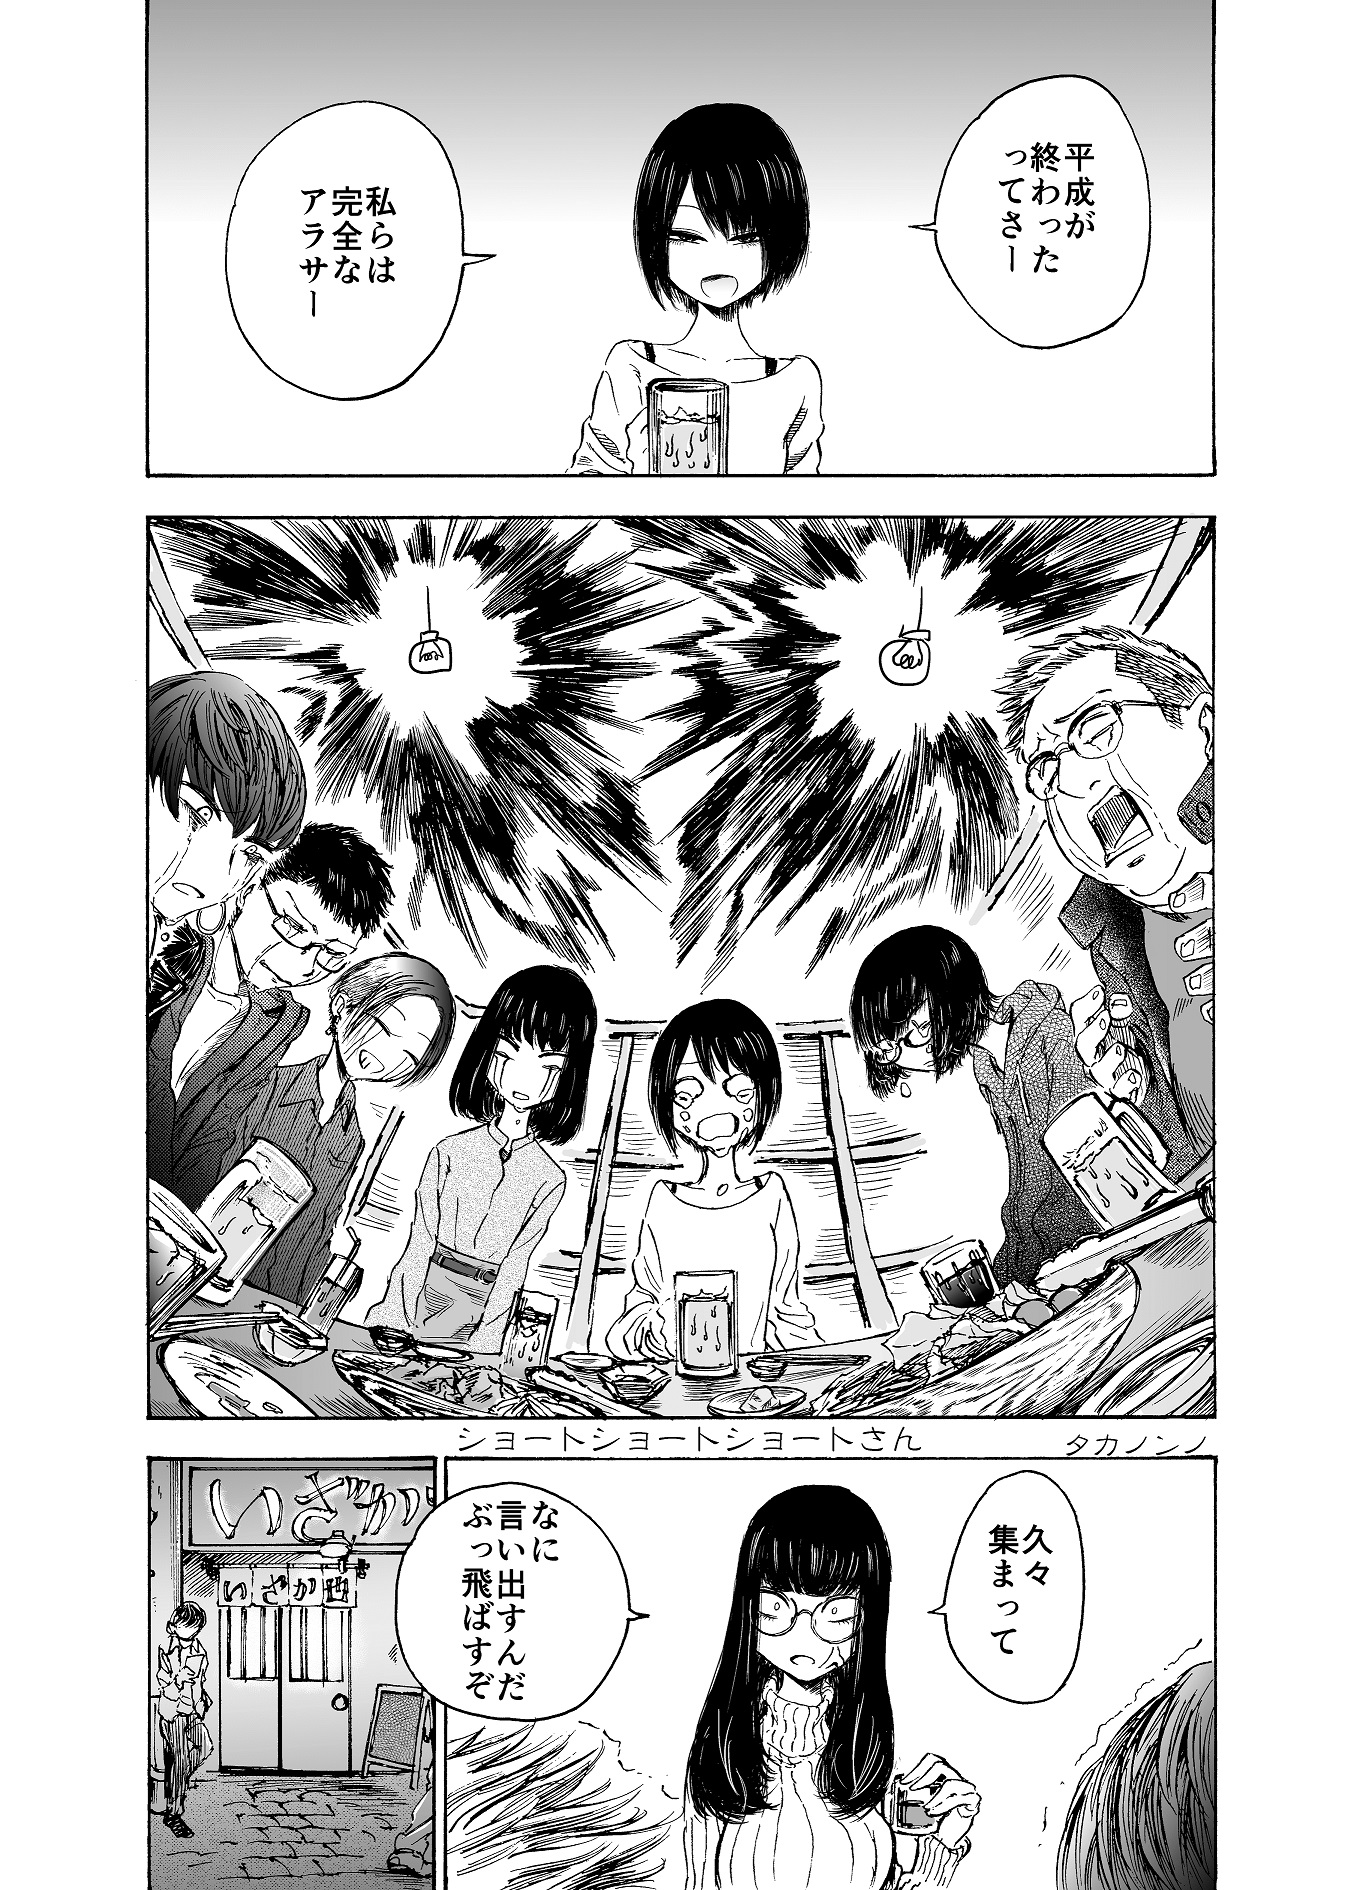 平成が
終わった
ってさー
私らは
完全な
アラサー
ショートショートショートさん
タカノンノ
久々
集まって
なに
言い出すんだ
ぶっ飛ばすぞ
いざか
いざか